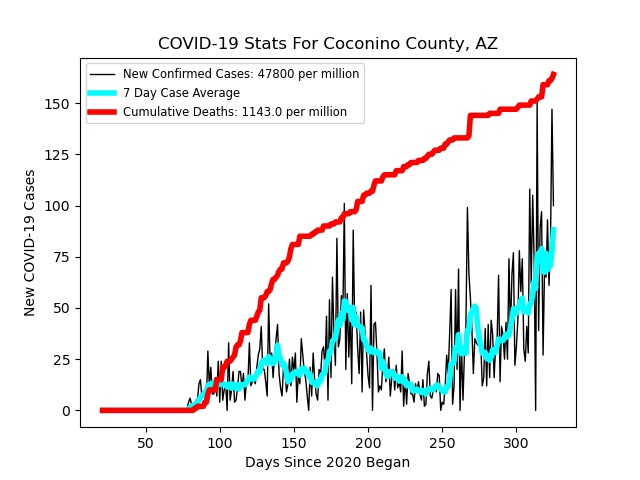 COVID-19 Stats For Coconino County, AZ
New Confirmed Cases: 47800 per million
7 Day Case Average
Cumulative Deaths: 1143.0 per million
New COVID-19 Cases
150
125
100
75
50
25
0
50 100 150 200 250 300
Days Since 2020 Began